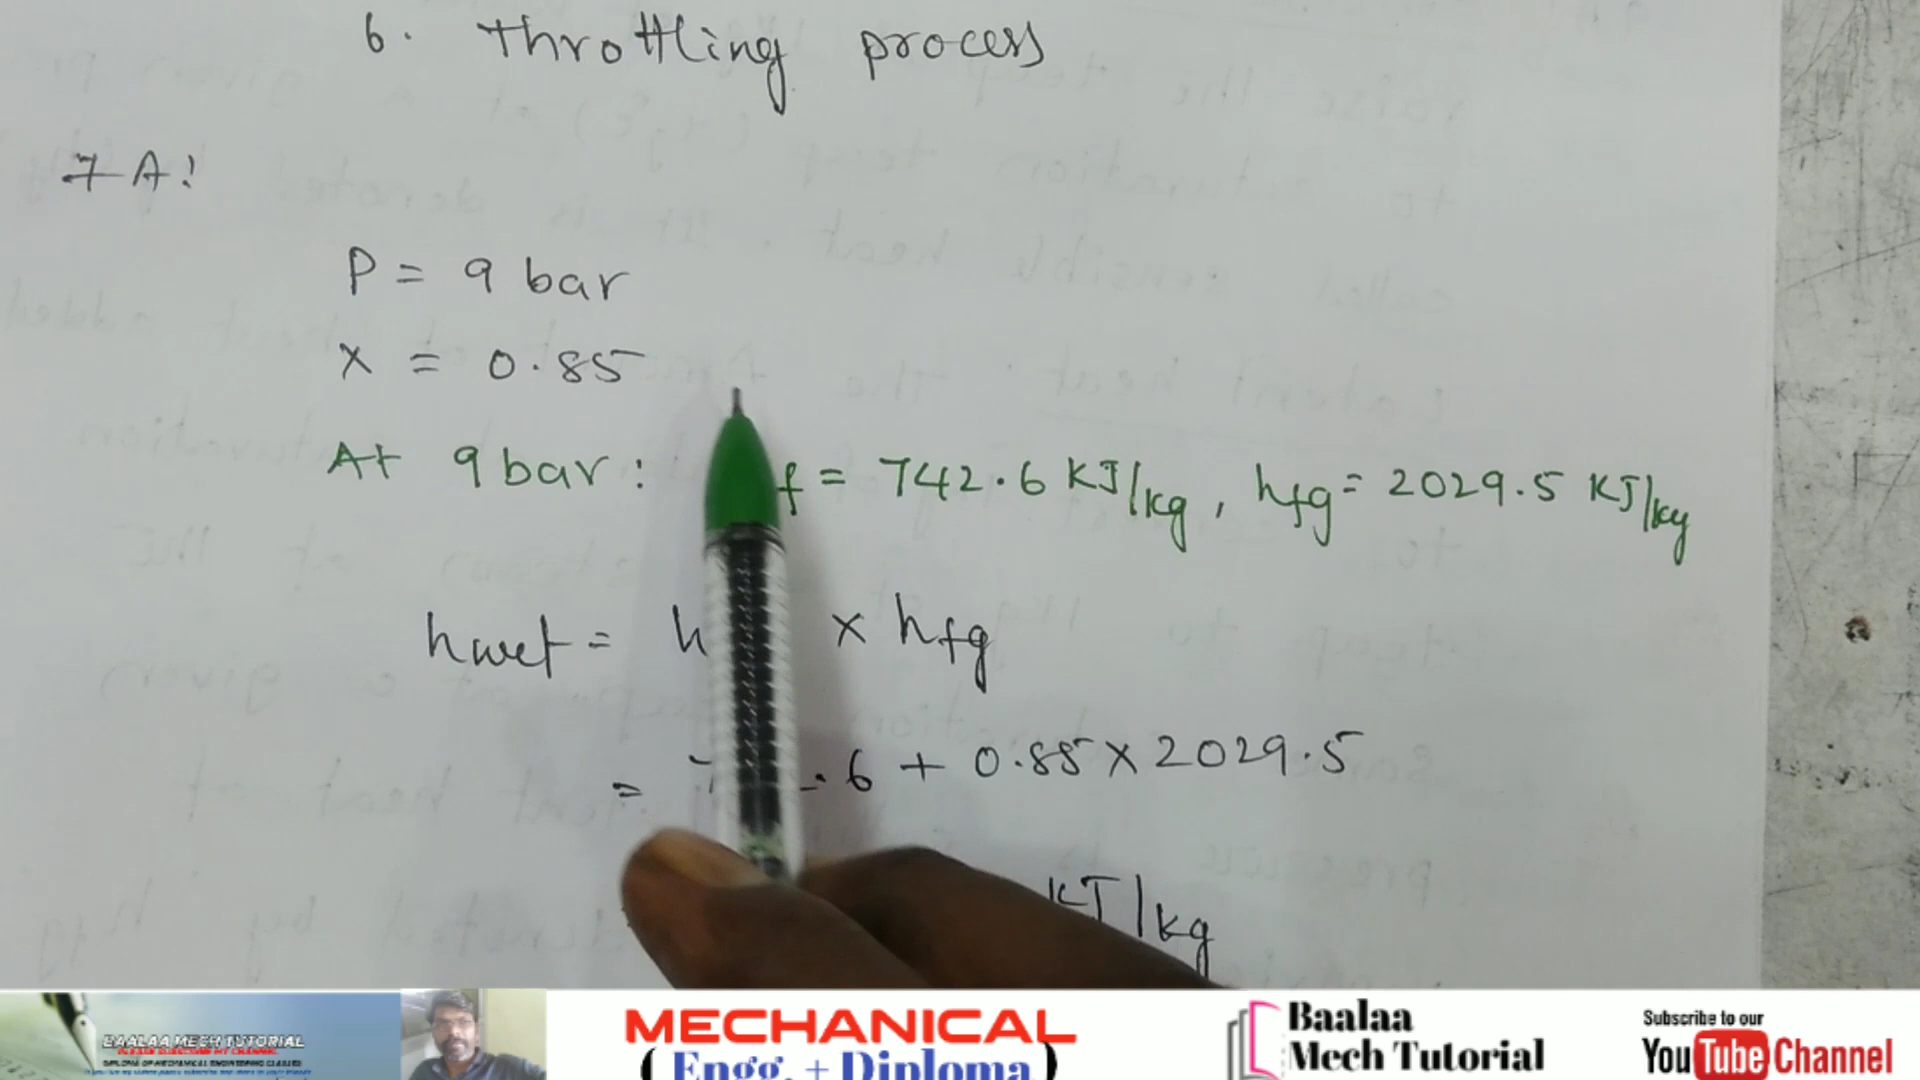 6. Throttling process
7 A:
P = 9 bar
x = 0.85
At 9 bar: f = 742.6 KJ/kg, hfg = 2029.5 KJ/kg
hwet = h x hfg
= .6 + 0.85 x 2029.5
KJ/kg
BAALAA MECH TUTORIAL
MECHANICAL
( Engg. + Diploma )
Baalaa
Mech Tutorial
Subscribe to our
YouTube Channel